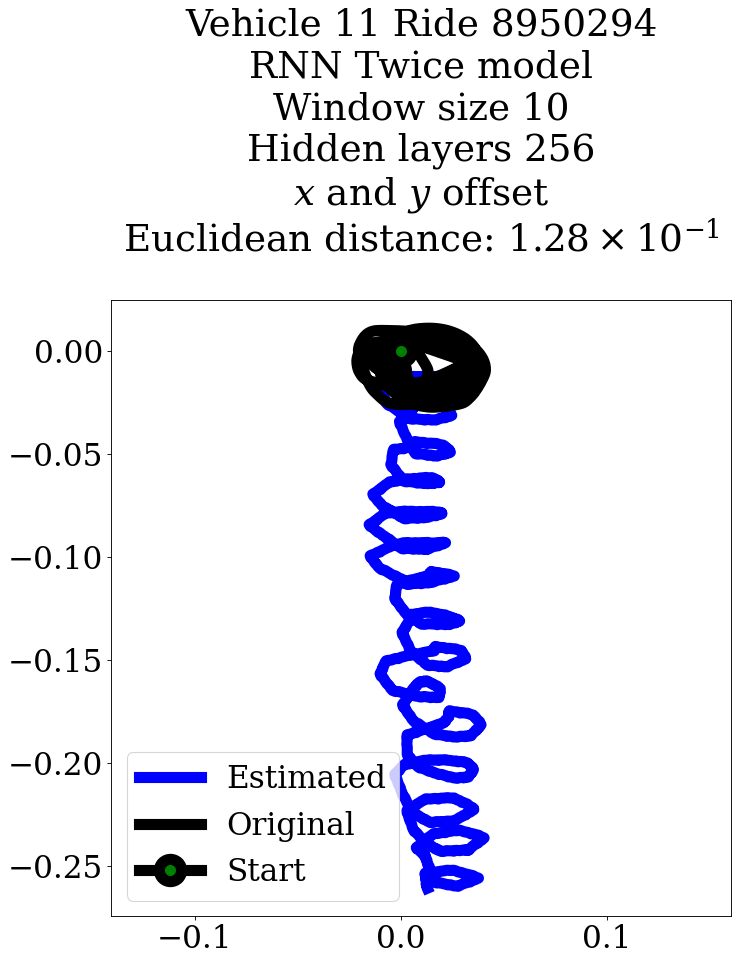 Vehicle 11 Ride 8950294
RNN Twice model
Window size 10
Hidden layers 256
x and y offset
Euclidean distance: 1.28 × 10⁻¹
0.00
−0.05
−0.10
−0.15
−0.20
−0.25
Estimated
Original
Start
−0.1
0.0
0.1